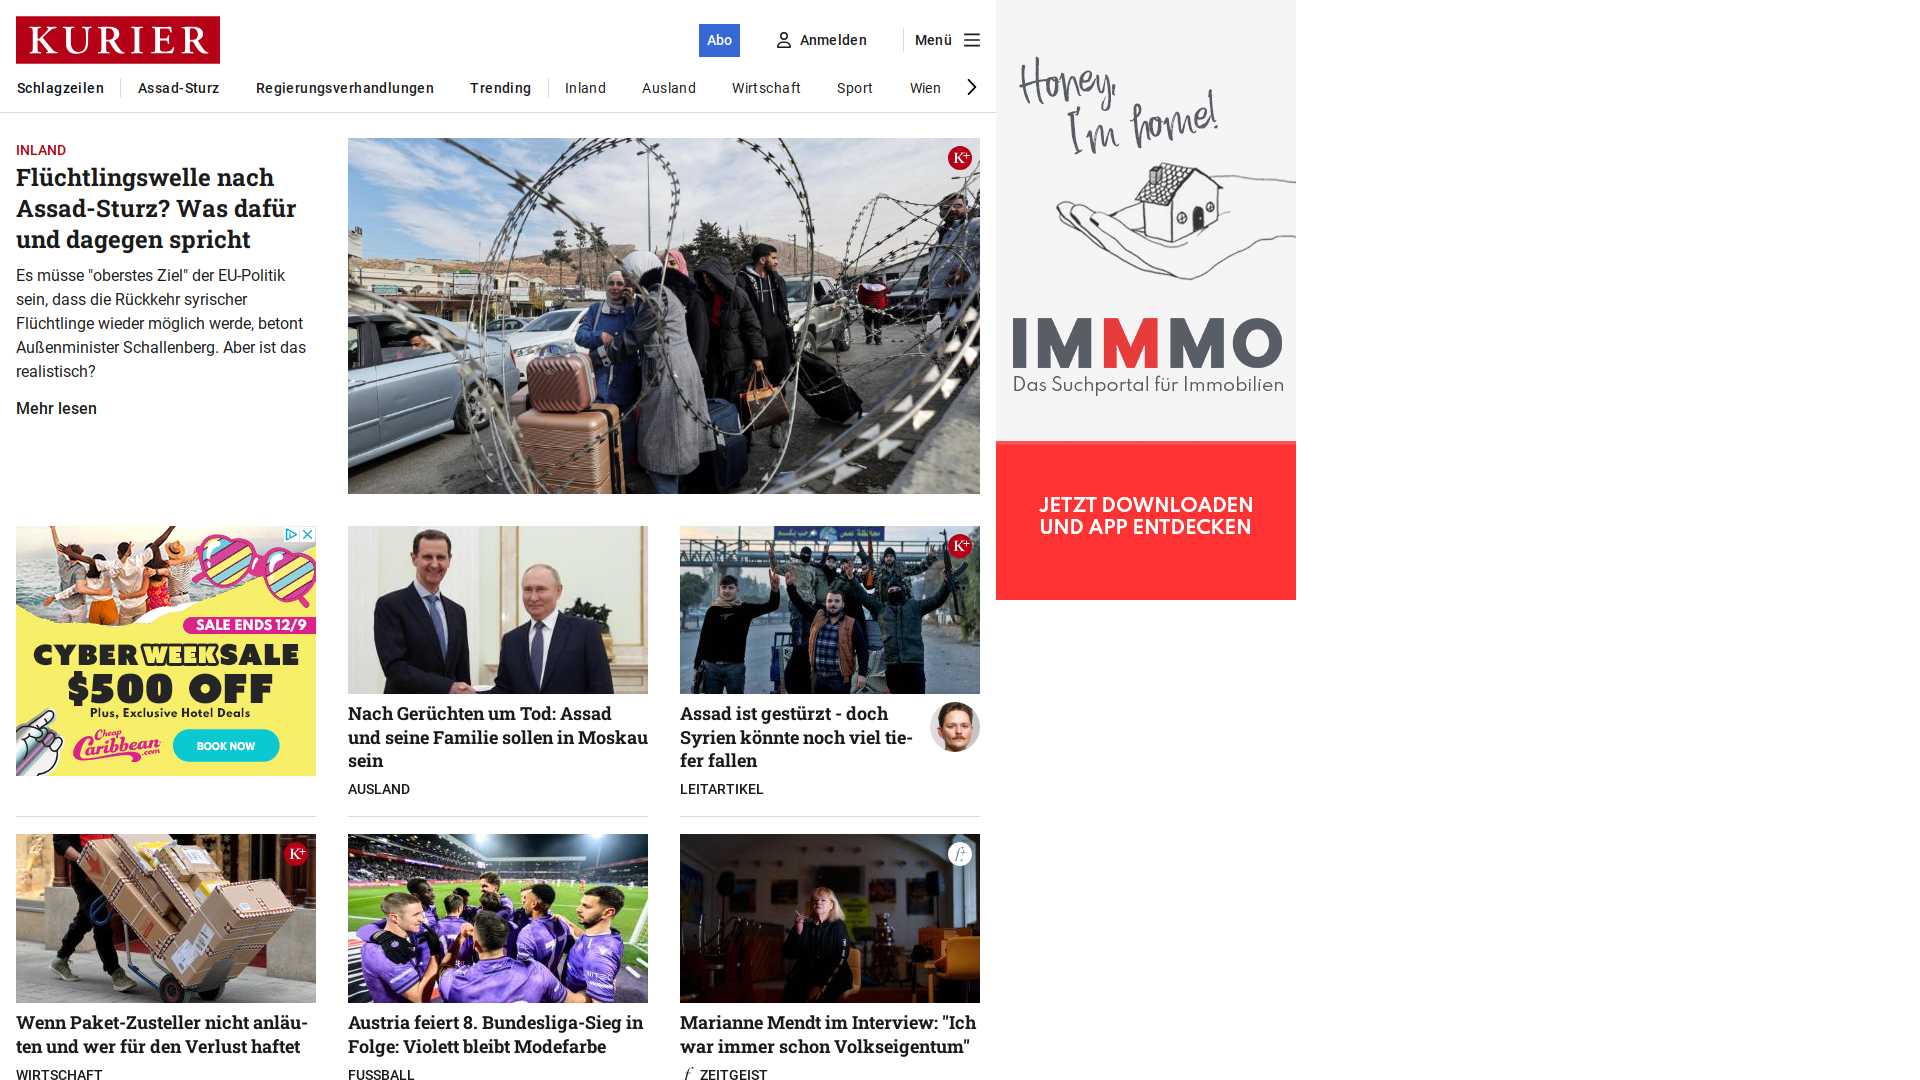 KURIER
Abo
Anmelden
Menü
Schlagzeilen
Assad-Sturz
Regierungsverhandlungen
Trending
Inland
Ausland
Wirtschaft
Sport
Wien
INLAND
Flüchtlingswelle nach
Assad-Sturz? Was dafür
und dagegen spricht
Es müsse "oberstes Ziel" der EU-Politik
sein, dass die Rückkehr syrischer
Flüchtlinge wieder möglich werde, betont
Außenminister Schallenberg. Aber ist das
realistisch?
Mehr lesen
K+
Honey,
I'm home!
IMMMO
Das Suchportal für Immobilien
JETZT DOWNLOADEN
UND APP ENTDECKEN
SALE ENDS 12/9
CYBER WEEK SALE
$500 OFF
Plus, Exclusive Hotel Deals
Cheap
Caribbean
.com
BOOK NOW
Nach Gerüchten um Tod: Assad
und seine Familie sollen in Moskau
sein
AUSLAND
K+
Assad ist gestürzt - doch
Syrien könnte noch viel tie-
fer fallen
LEITARTIKEL
K+
Wenn Paket-Zusteller nicht anläu-
ten und wer für den Verlust haftet
WIRTSCHAFT
Austria feiert 8. Bundesliga-Sieg in
Folge: Violett bleibt Modefarbe
FUSSBALL
f+
Marianne Mendt im Interview: "Ich
war immer schon Volkseigentum"
f ZEITGEIST